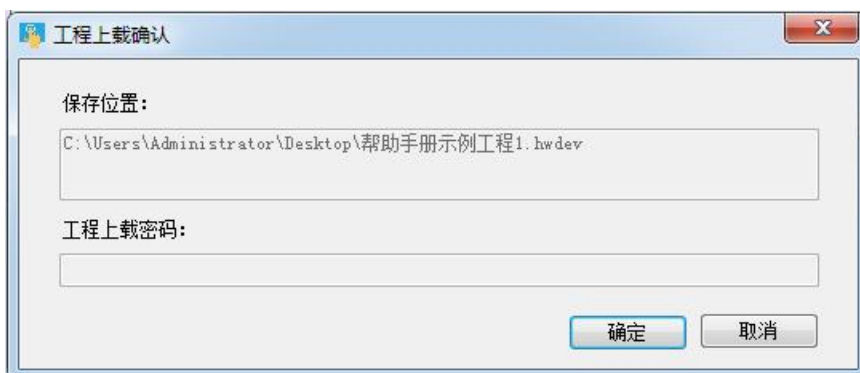 工程上载确认
保存位置：
C:\Users\Administrator\Desktop\帮助手册示例工程1.hwdev
工程上载密码：
确定 取消